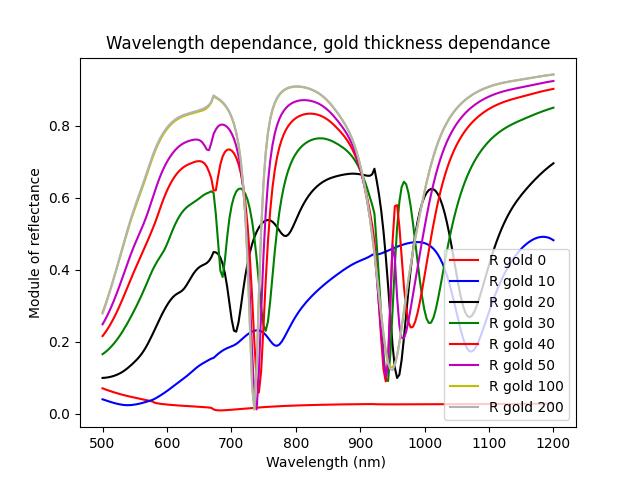 Wavelength dependance, gold thickness dependance
Module of reflectance
0.8
0.6
0.4
0.2
0.0
R gold 0
R gold 10
R gold 20
R gold 30
R gold 40
R gold 50
R gold 100
R gold 200
500 600 700 800 900 1000 1100 1200
Wavelength (nm)